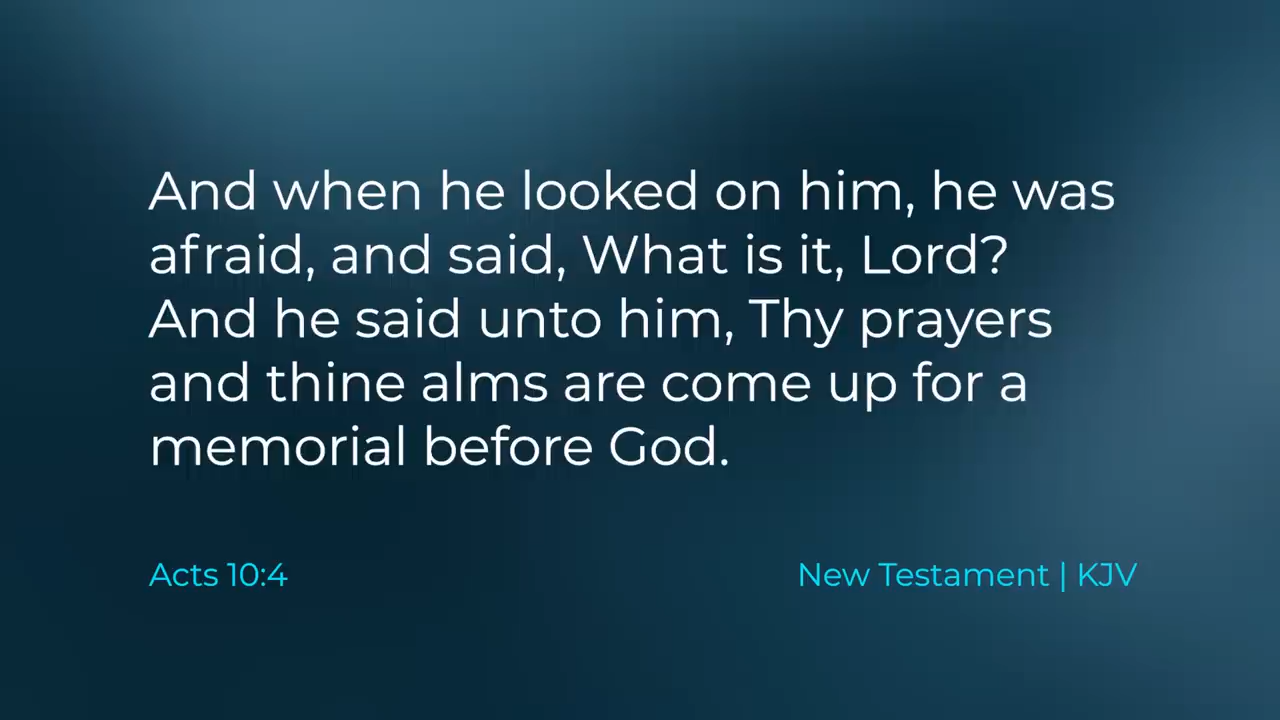 And when he looked on him, he was
afraid, and said, What is it, Lord?
And he said unto him, Thy prayers
and thine alms are come up for a
memorial before God.
Acts 10:4
New Testament | KJV